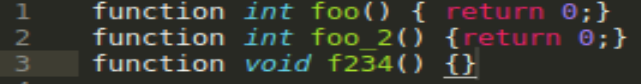 1 function int foo() { return 0;}
2 function int foo_2() {return 0;}
3 function void f234() {}